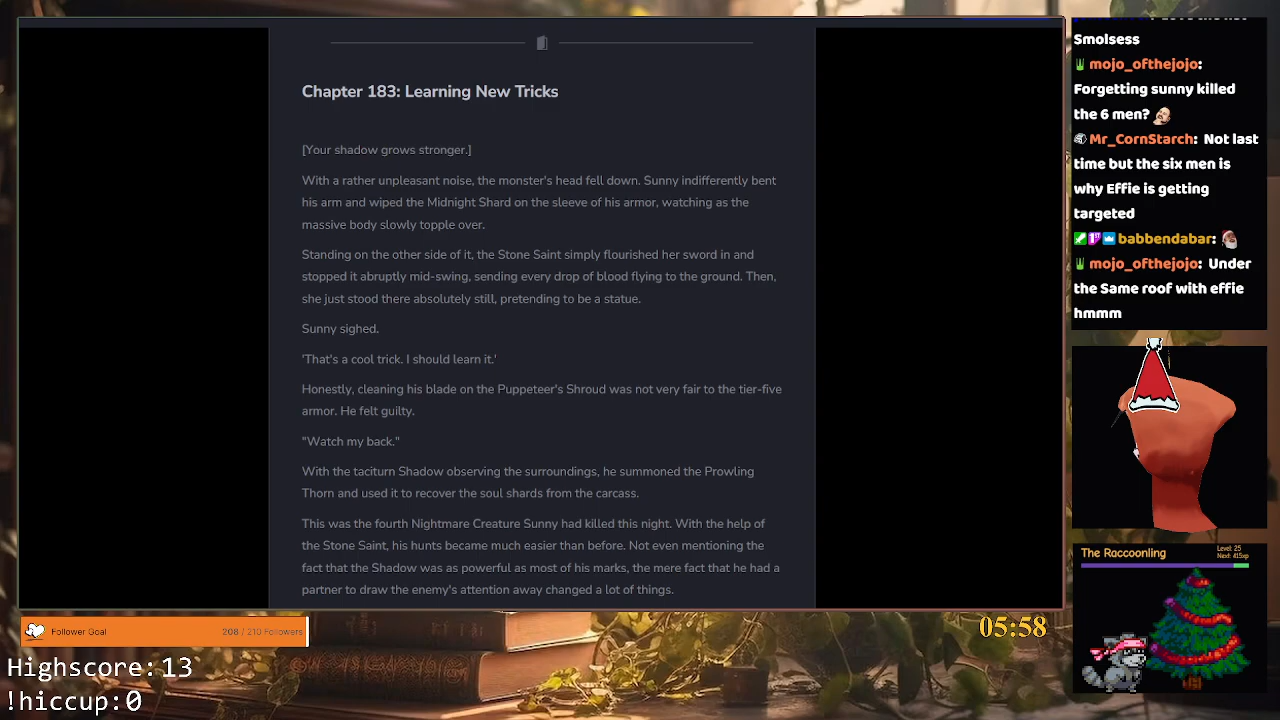 Chapter 183: Learning New Tricks
[Your shadow grows stronger.]
With a rather unpleasant noise, the monster's head fell down. Sunny indifferently bent
his arm and wiped the Midnight Shard on the sleeve of his armor, watching as the
massive body slowly topple over.
Standing on the other side of it, the Stone Saint simply flourished her sword in and
stopped it abruptly mid-swing, sending every drop of blood flying to the ground. Then,
she just stood there absolutely still, pretending to be a statue.
Sunny sighed.
'That's a cool trick. I should learn it.'
Honestly, cleaning his blade on the Puppeteer's Shroud was not very fair to the tier-five
armor. He felt guilty.
"Watch my back."
With the taciturn Shadow observing the surroundings, he summoned the Prowling
Thorn and used it to recover the soul shards from the carcass.
This was the fourth Nightmare Creature Sunny had killed this night. With the help of
the Stone Saint, his hunts became much easier than before. Not even mentioning the
fact that the Shadow was as powerful as most of his marks, the mere fact that he had a
partner to draw the enemy's attention away changed a lot of things.
Smolsess
mojo_ofthejojo:
Forgetting sunny killed
the 6 men?
Mr_CornStarch: Not last
time but the six men is
why Effie is getting
targeted
babbendabar:
mojo_ofthejojo: Under
the Same roof with effie
hmmm
The Raccoonling
Level: 25
Next: 415xp
Follower Goal
208 / 210 Followers
05:58
Highscore:13
!hiccup:0